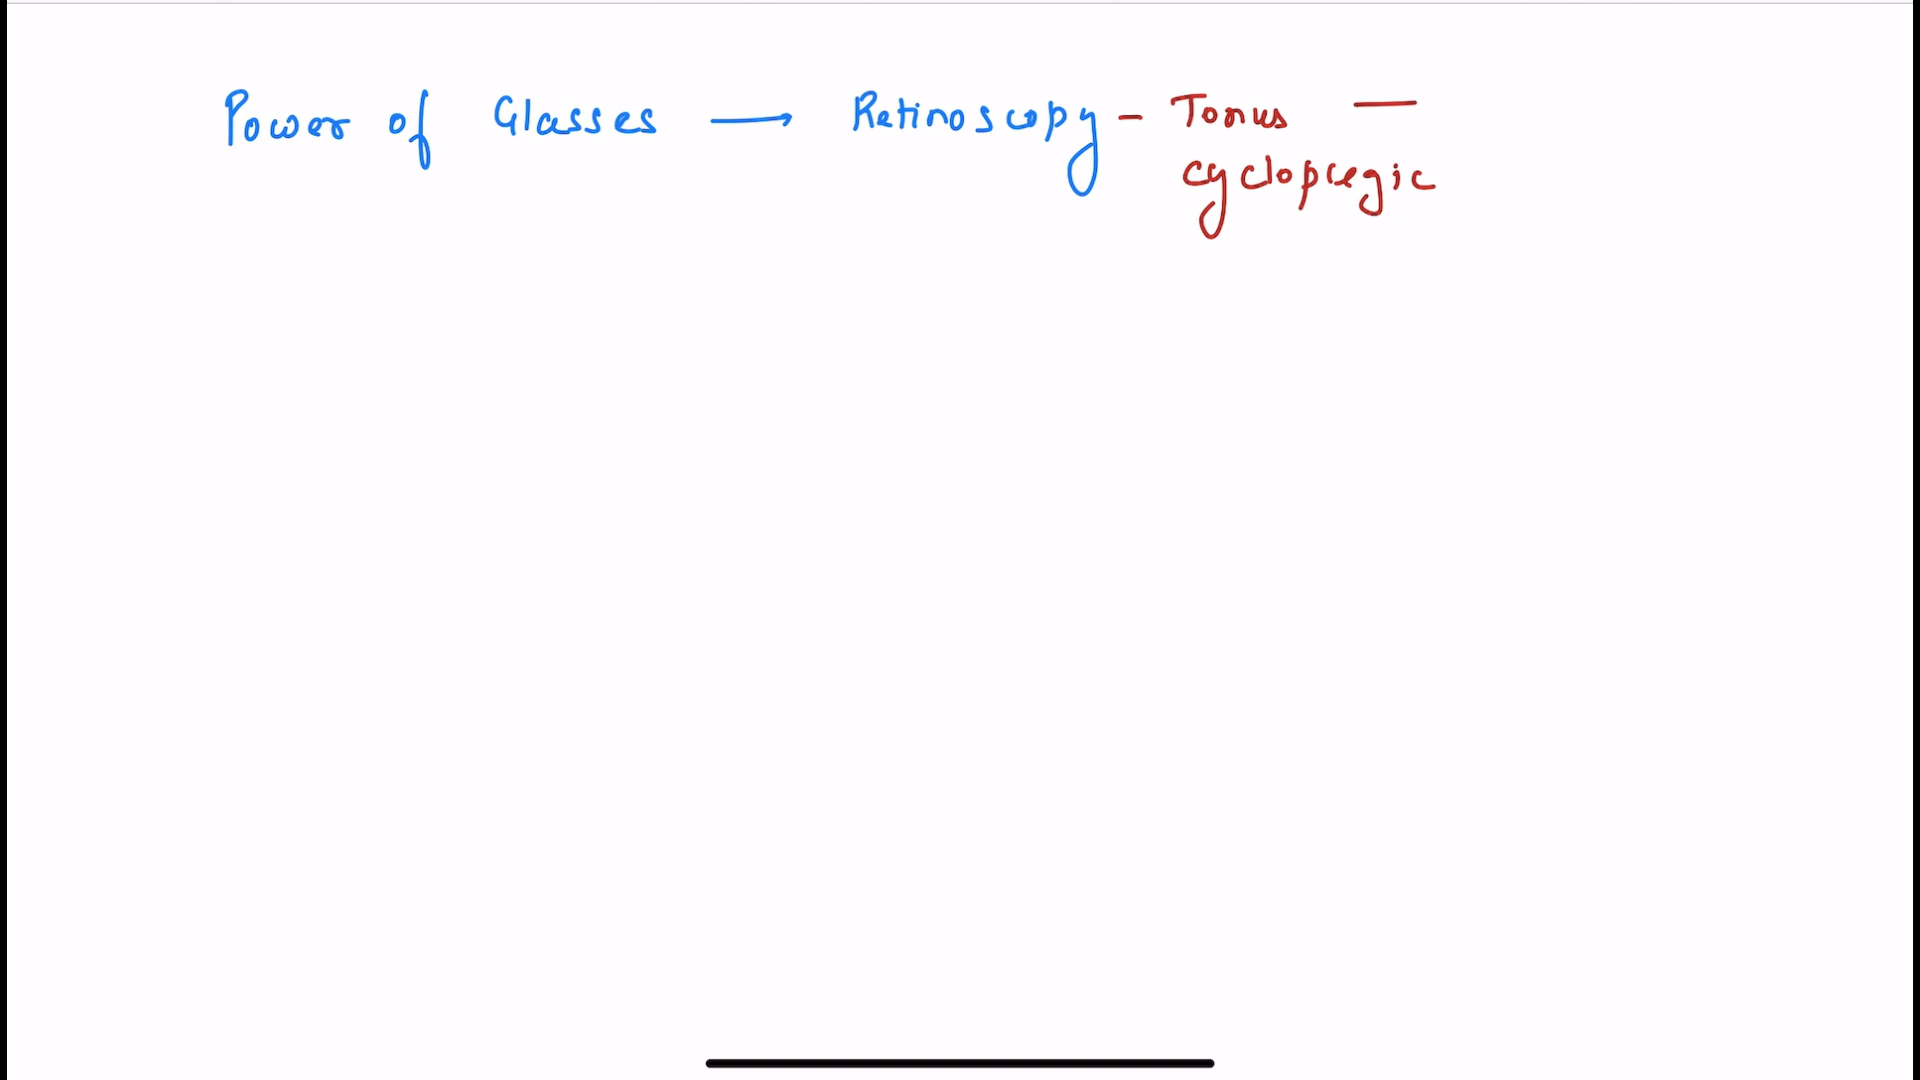 Power of Glasses → Retinoscopy - Tonus —
cycloplegic